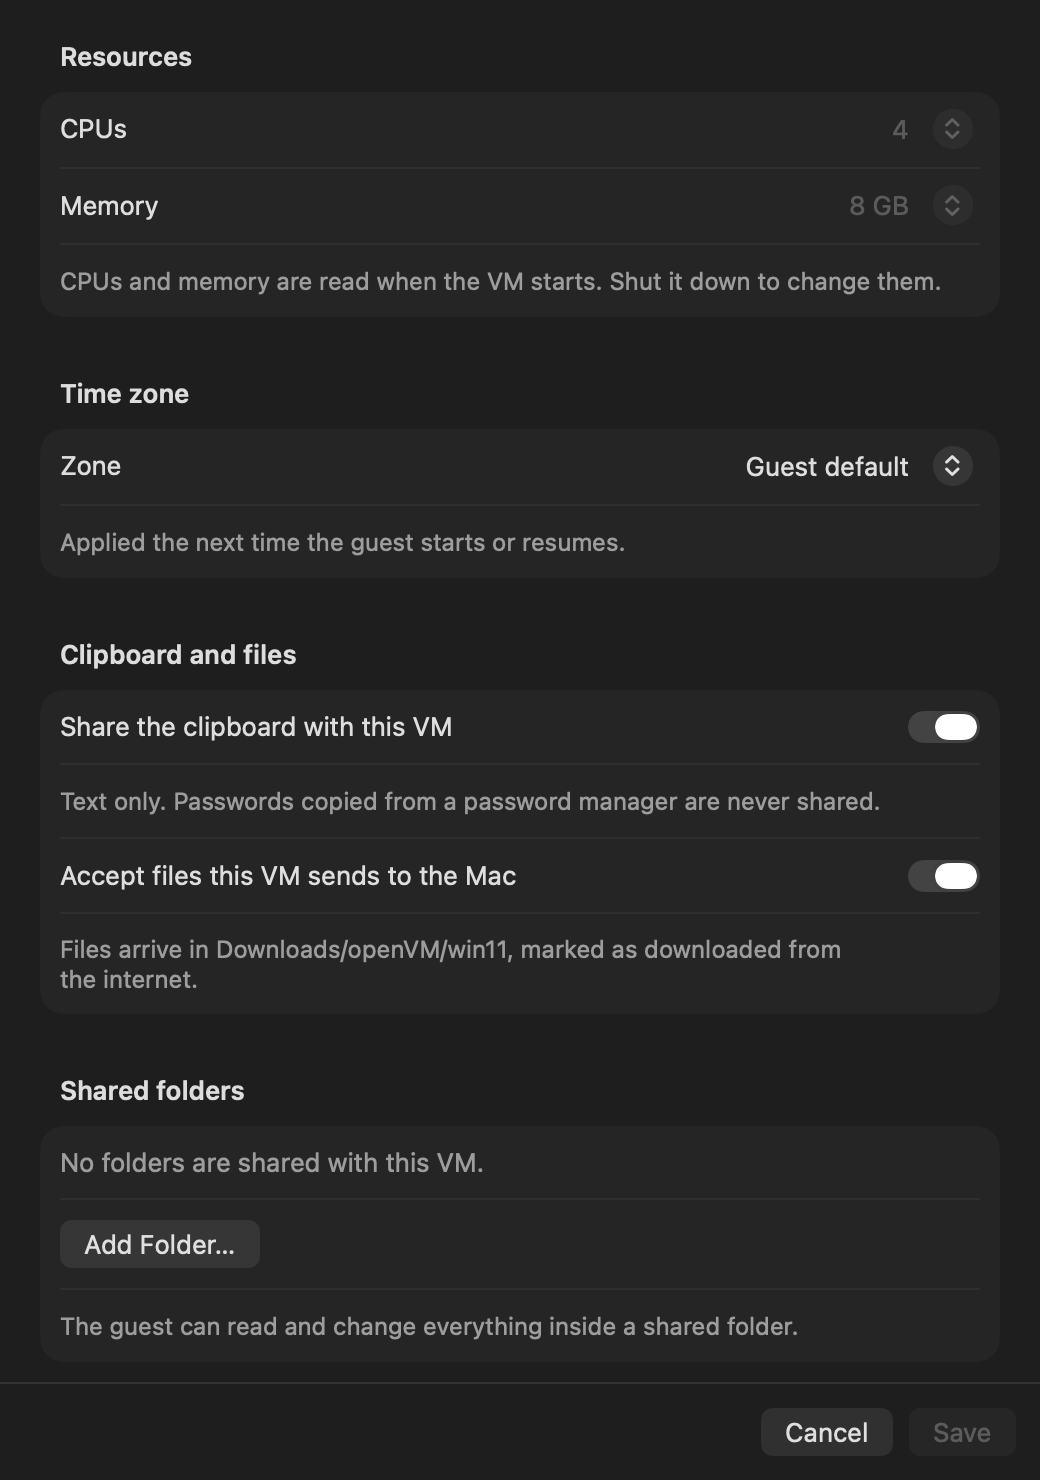 Resources
CPUs 4
Memory 8 GB
CPUs and memory are read when the VM starts. Shut it down to change them.
Time zone
Zone Guest default
Applied the next time the guest starts or resumes.
Clipboard and files
Share the clipboard with this VM
Text only. Passwords copied from a password manager are never shared.
Accept files this VM sends to the Mac
Files arrive in Downloads/openVM/win11, marked as downloaded from
the internet.
Shared folders
No folders are shared with this VM.
Add Folder...
The guest can read and change everything inside a shared folder.
Cancel Save